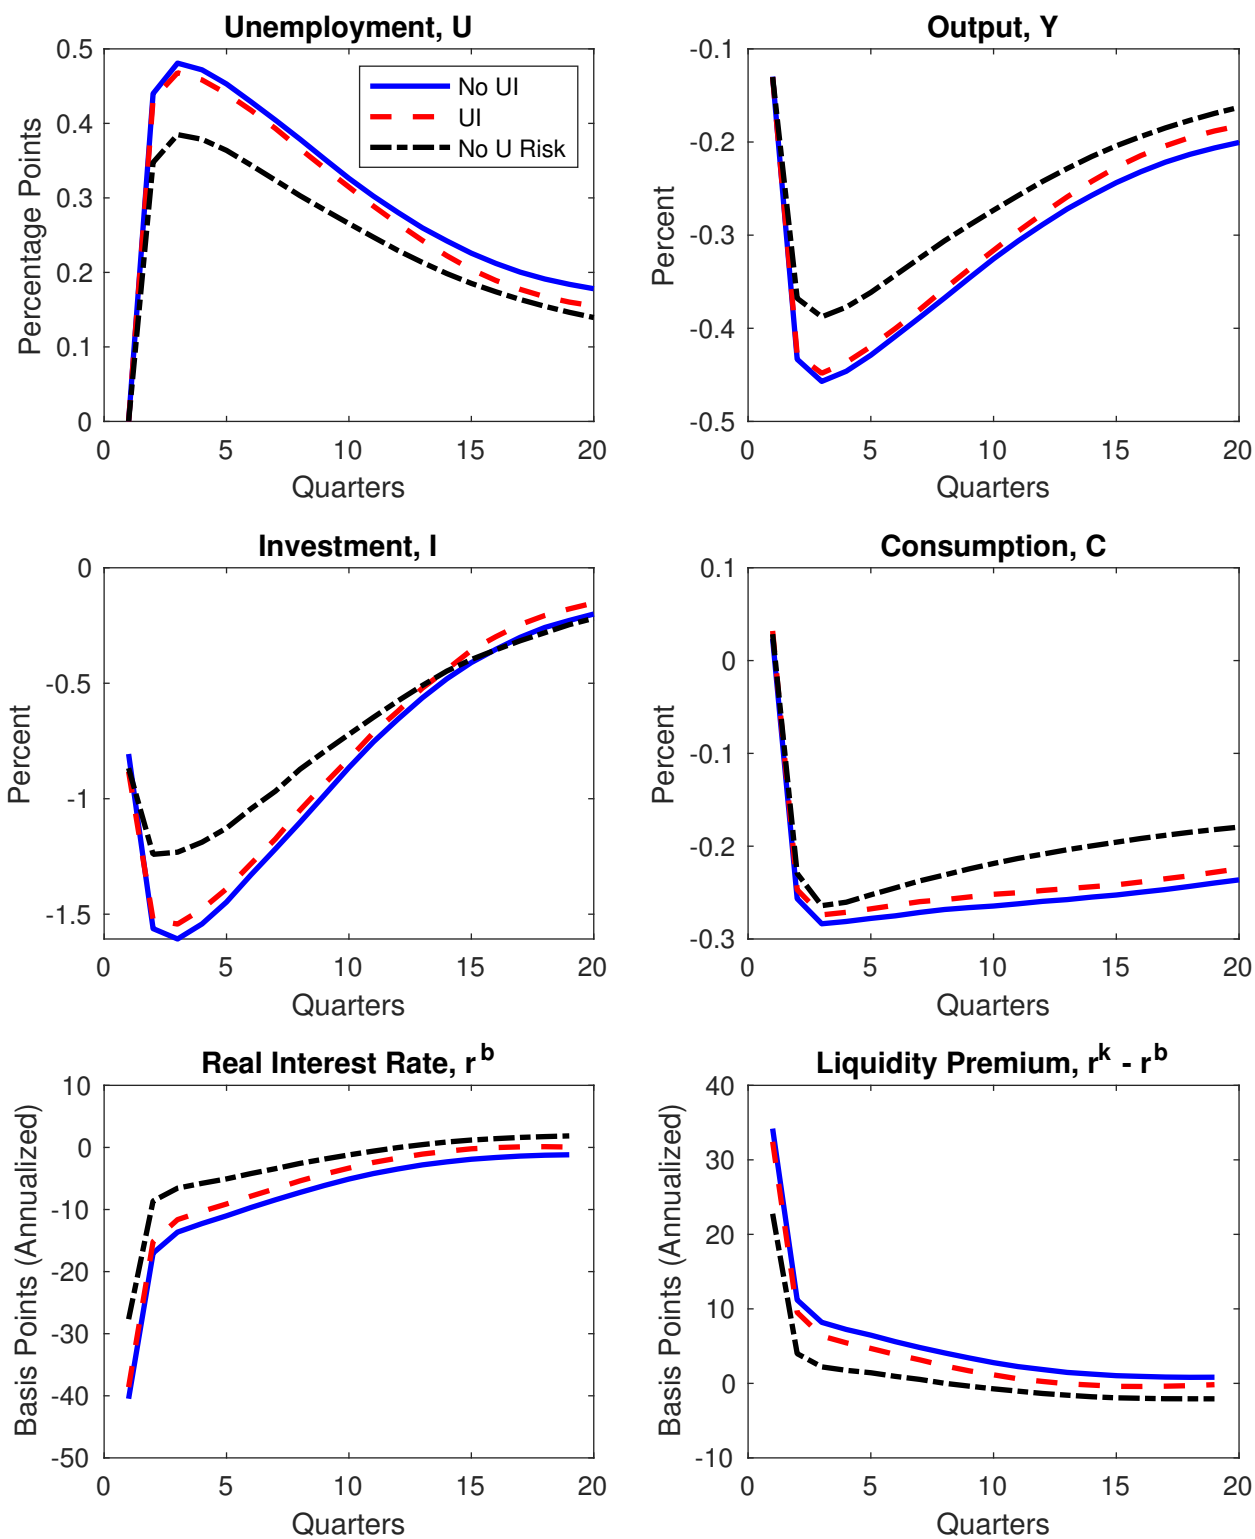 Unemployment, U
Percentage Points
0.5
0.4
0.3
0.2
0.1
0
No UI
UI
No U Risk
0 5 10 15 20
Quarters
Output, Y
Percent
-0.1
-0.2
-0.3
-0.4
-0.5
0 5 10 15 20
Quarters
Investment, I
Percent
0
-0.5
-1
-1.5
0 5 10 15 20
Quarters
Consumption, C
Percent
0.1
0
-0.1
-0.2
-0.3
0 5 10 15 20
Quarters
Real Interest Rate, r^b
Basis Points (Annualized)
10
0
-10
-20
-30
-40
-50
0 5 10 15 20
Quarters
Liquidity Premium, r^k - r^b
Basis Points (Annualized)
40
30
20
10
0
-10
0 5 10 15 20
Quarters